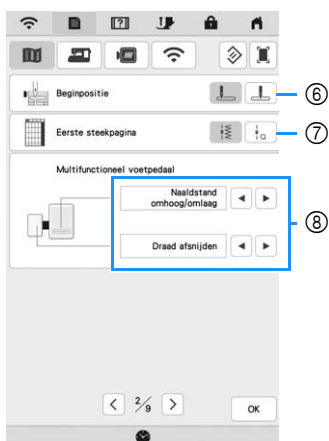 Beginpositie
⑥
Eerste steekpagina
⑦
Multifunctioneel voetpedaal
Naaldstand
omhoog/omlaag
⑧
Draad afsnijden
2/9
OK